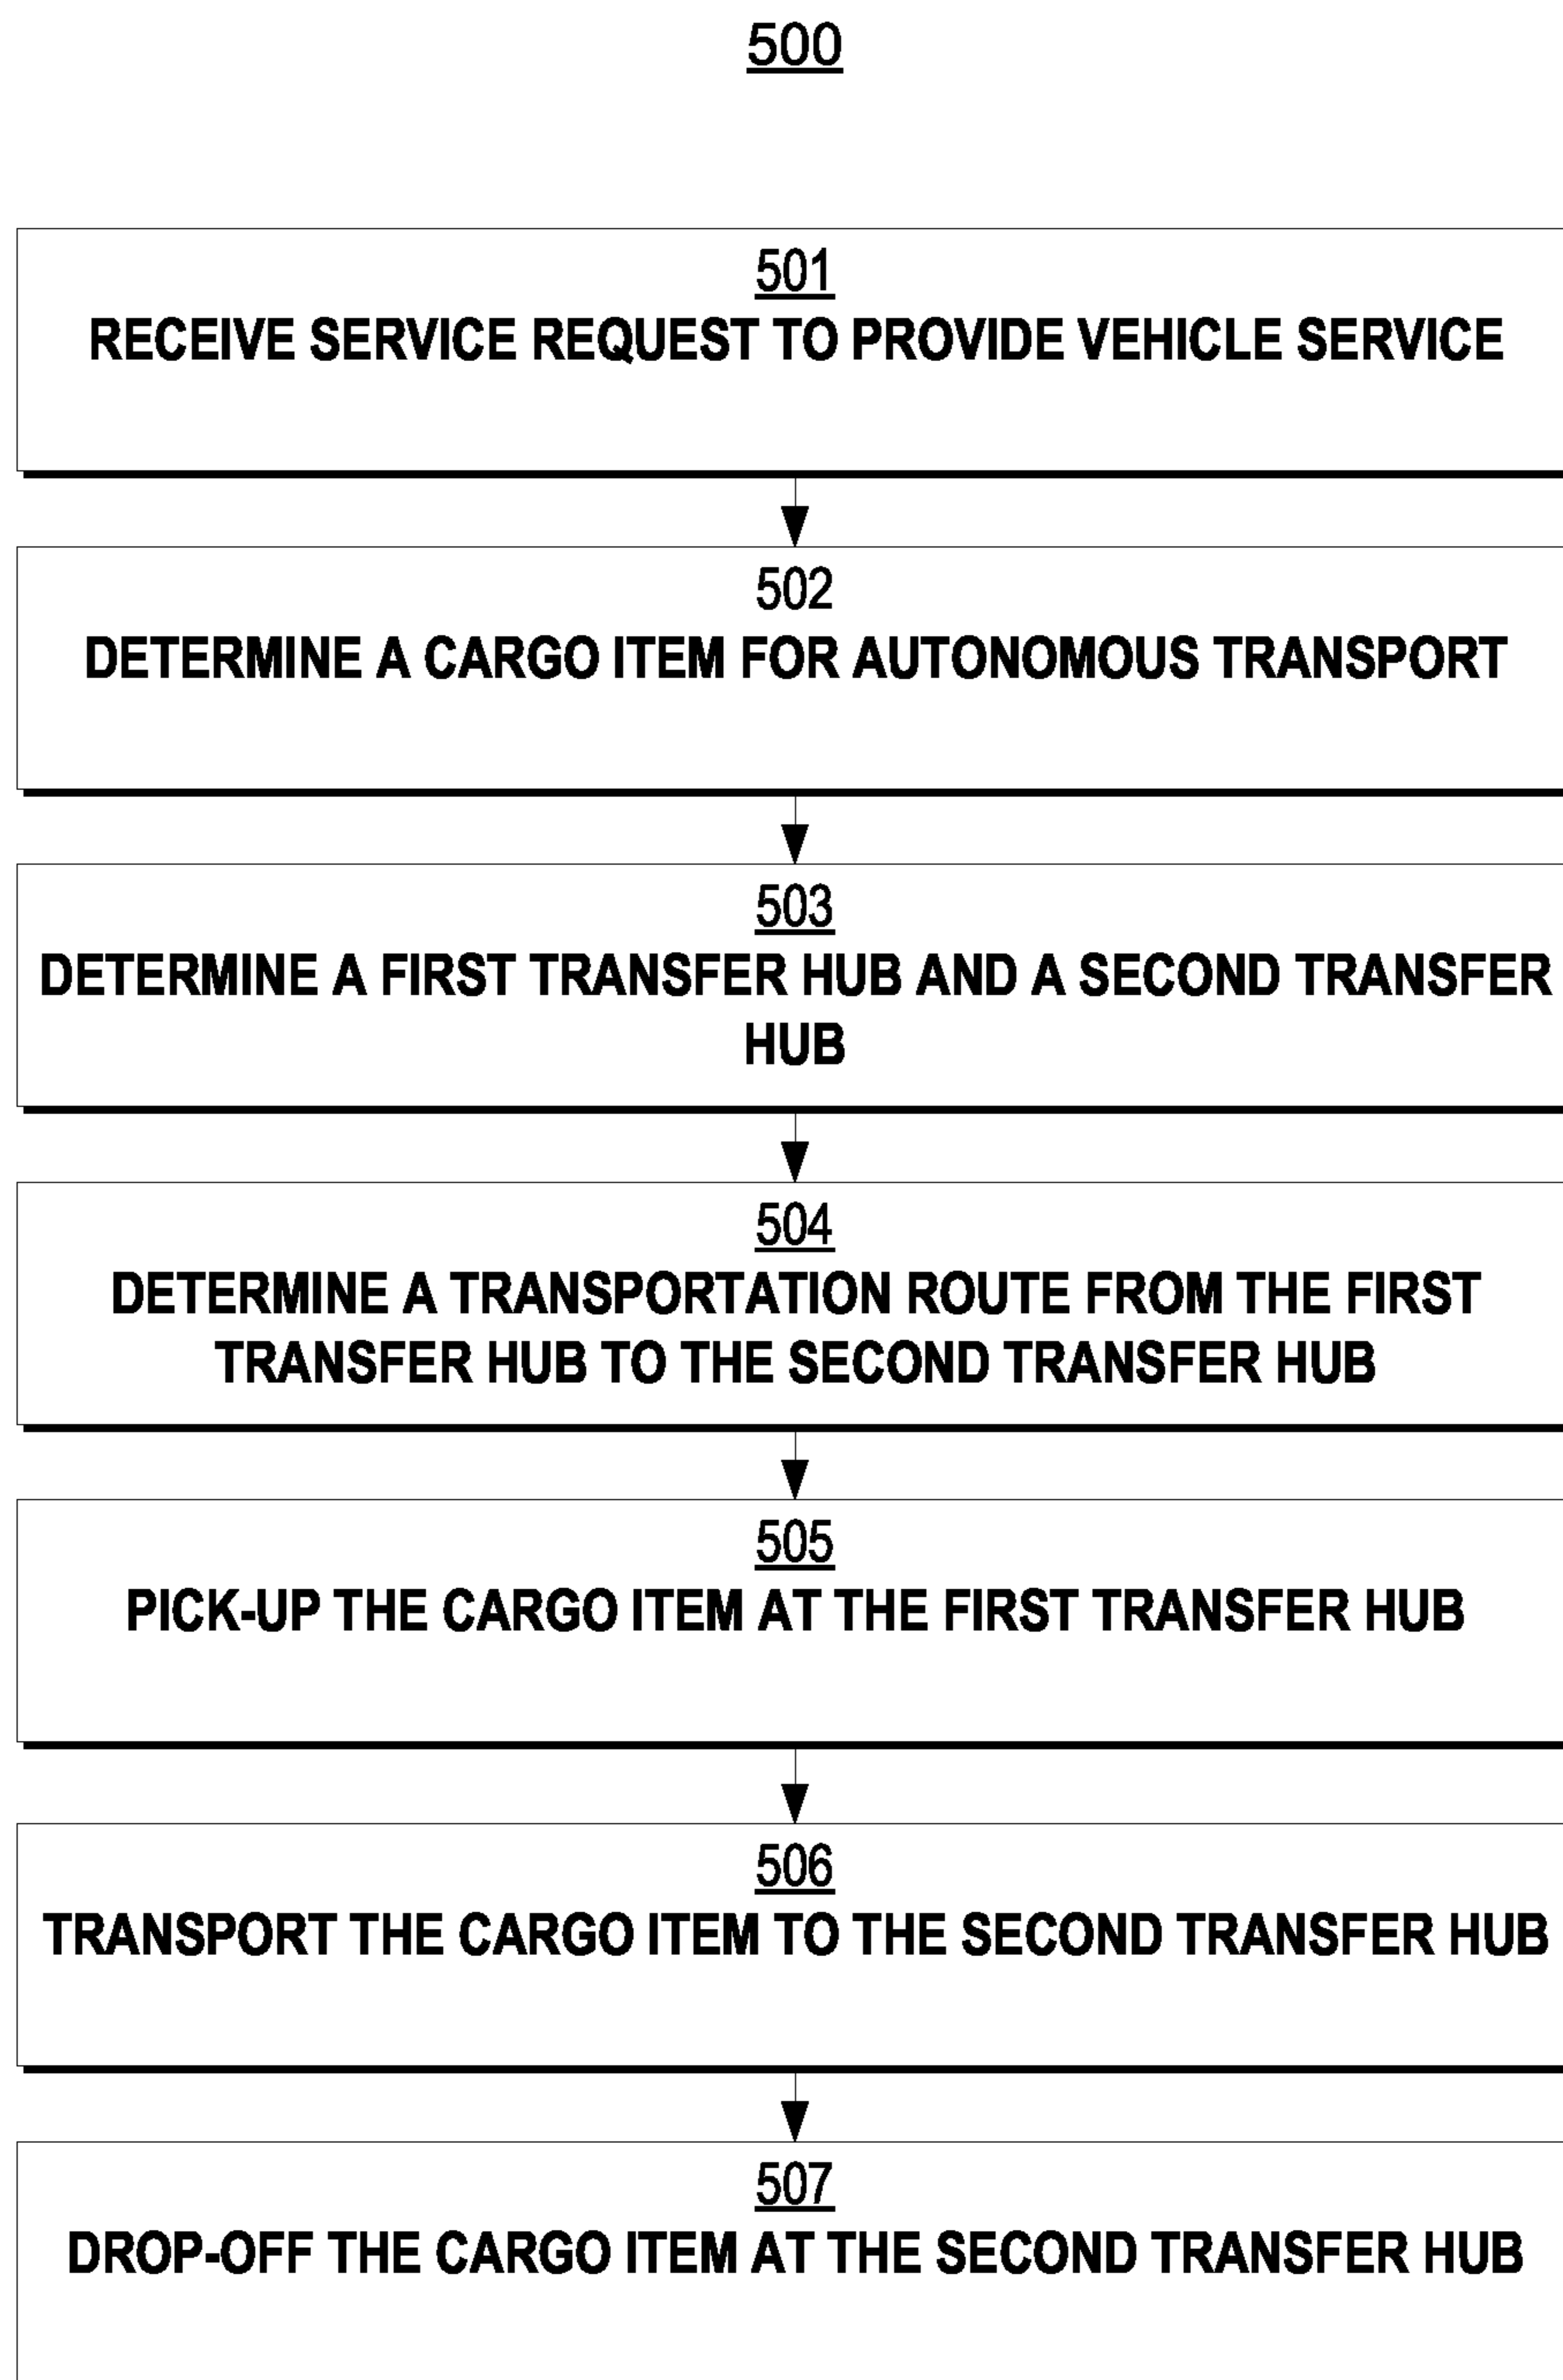 500
501
RECEIVE SERVICE REQUEST TO PROVIDE VEHICLE SERVICE
502
DETERMINE A CARGO ITEM FOR AUTONOMOUS TRANSPORT
503
DETERMINE A FIRST TRANSFER HUB AND A SECOND TRANSFER
HUB
504
DETERMINE A TRANSPORTATION ROUTE FROM THE FIRST
TRANSFER HUB TO THE SECOND TRANSFER HUB
505
PICK-UP THE CARGO ITEM AT THE FIRST TRANSFER HUB
506
TRANSPORT THE CARGO ITEM TO THE SECOND TRANSFER HUB
507
DROP-OFF THE CARGO ITEM AT THE SECOND TRANSFER HUB